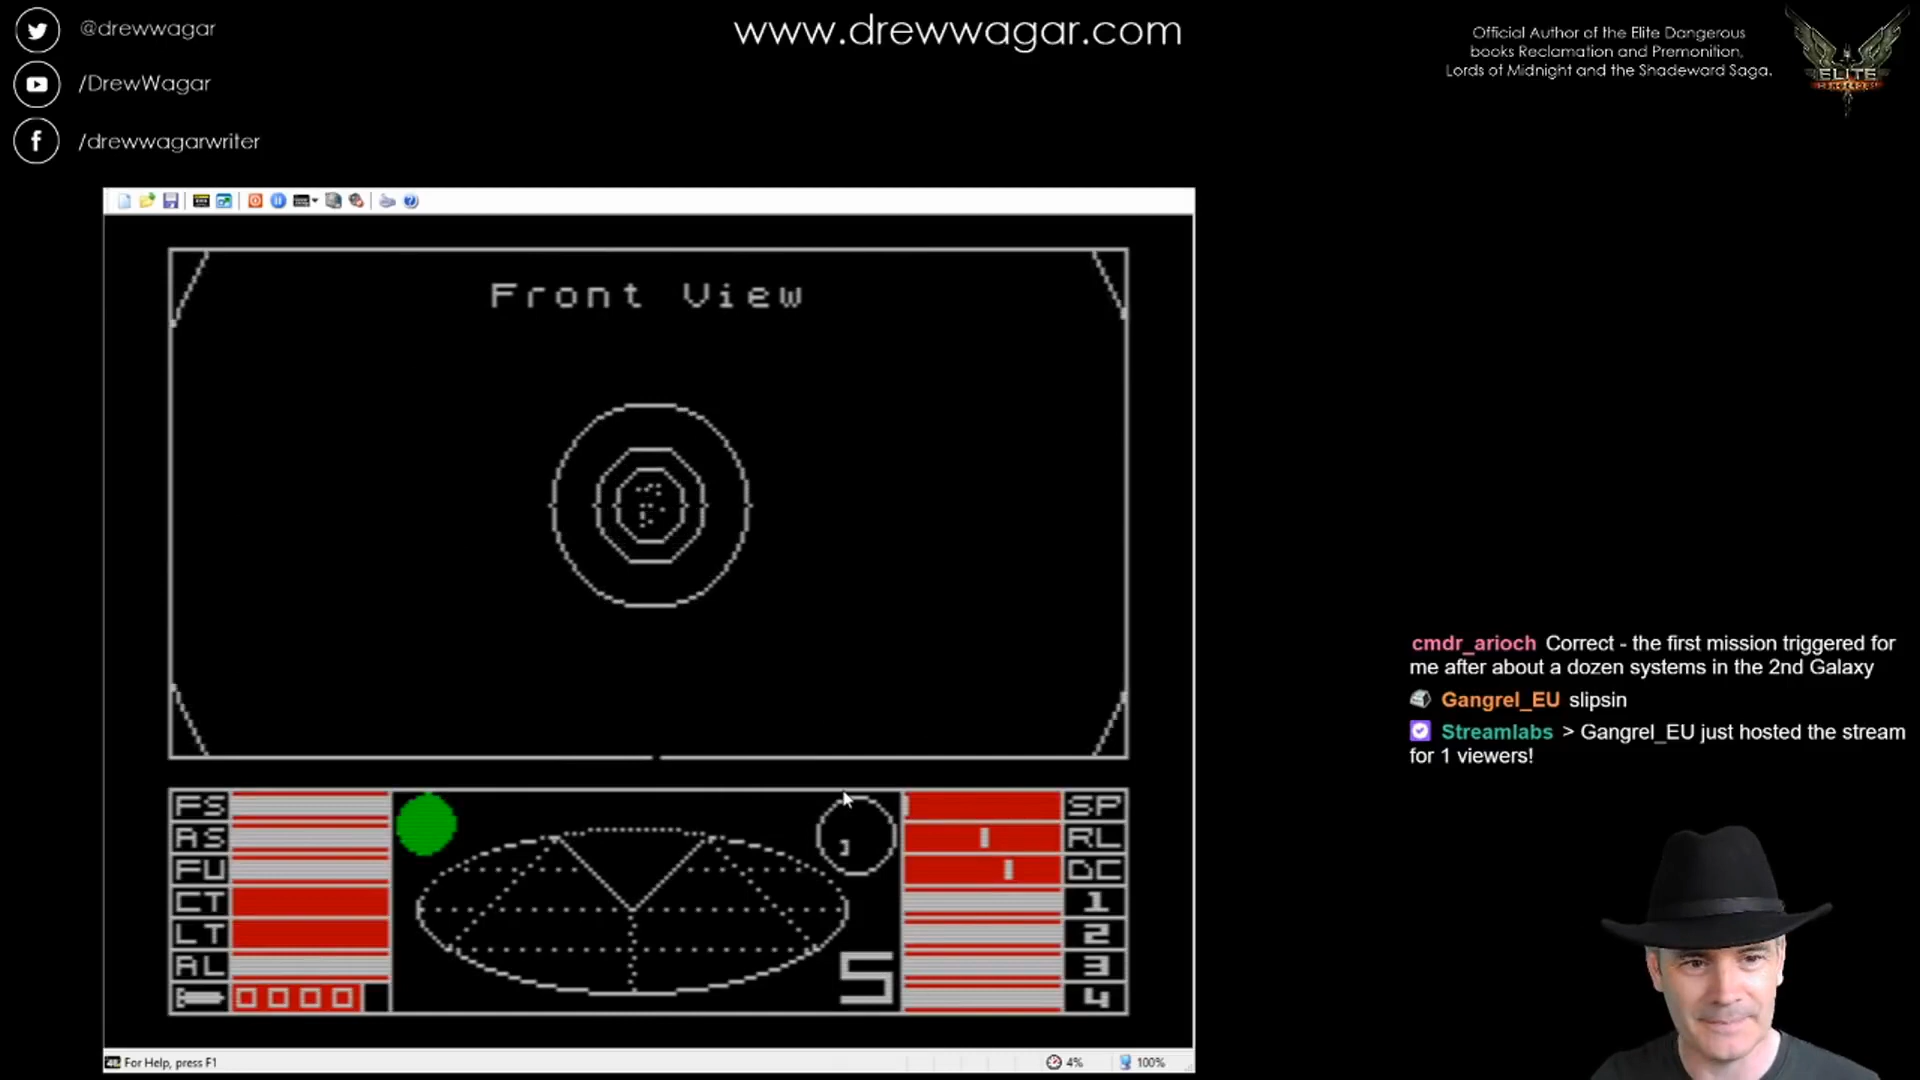 @drewwagar
/DrewWagar
/drewwagarwriter
www.drewwagar.com
Official Author of the Elite Dangerous
books Reclamation and Premonition,
Lords of Midnight and the Shadeward Saga.
ELITE
Front View
FS
AS
FU
CT
LT
AL
S
SP
RL
DC
1
2
3
4
For Help, press F1
4%
100%
cmdr_arioch Correct - the first mission triggered for
me after about a dozen systems in the 2nd Galaxy
Gangrel_EU slipsin
Streamlabs > Gangrel_EU just hosted the stream
for 1 viewers!